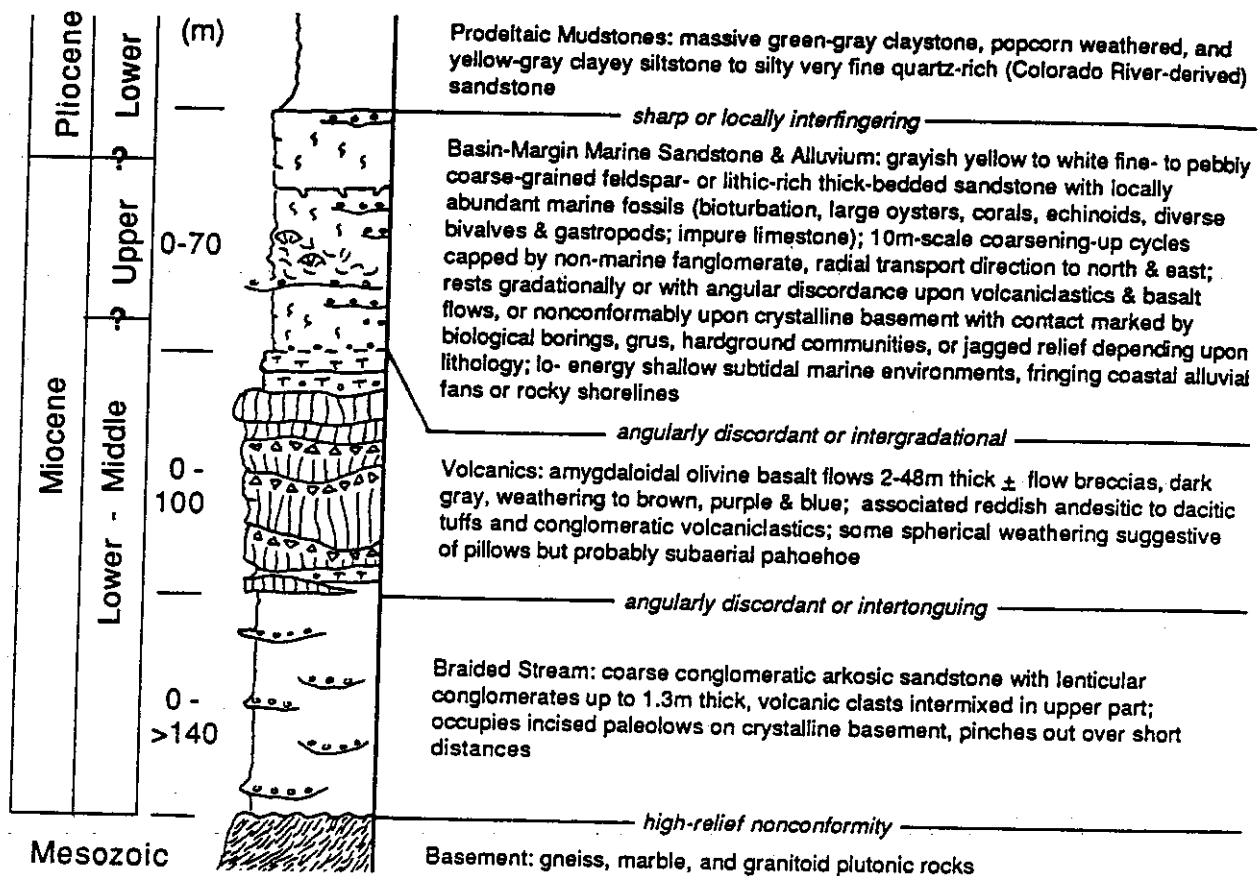 Pliocene
Lower
(m)
Prodeltaic Mudstones: massive green-gray claystone, popcorn weathered, and
yellow-gray clayey siltstone to silty very fine quartz-rich (Colorado River-derived)
sandstone
sharp or locally interfingering
?
Basin-Margin Marine Sandstone & Alluvium: grayish yellow to white fine- to pebbly
coarse-grained feldspar- or lithic-rich thick-bedded sandstone with locally
abundant marine fossils (bioturbation, large oysters, corals, echinoids, diverse
bivalves & gastropods; impure limestone); 10m-scale coarsening-up cycles
capped by non-marine fanglomerate, radial transport direction to north & east;
rests gradationally or with angular discordance upon volcaniclastics & basalt
flows, or nonconformably upon crystalline basement with contact marked by
biological borings, grus, hardground communities, or jagged relief depending upon
lithology; lo- energy shallow subtidal marine environments, fringing coastal alluvial
fans or rocky shorelines
Upper
0-70
?
Miocene
angularly discordant or intergradational
Lower - Middle
0 -
100
Volcanics: amygdaloidal olivine basalt flows 2-48m thick ± flow breccias, dark
gray, weathering to brown, purple & blue; associated reddish andesitic to dacitic
tuffs and conglomeratic volcaniclastics; some spherical weathering suggestive
of pillows but probably subaerial pahoehoe
angularly discordant or intertonguing
0 -
>140
Braided Stream: coarse conglomeratic arkosic sandstone with lenticular
conglomerates up to 1.3m thick, volcanic clasts intermixed in upper part;
occupies incised paleolows on crystalline basement, pinches out over short
distances
high-relief nonconformity
Mesozoic
Basement: gneiss, marble, and granitoid plutonic rocks